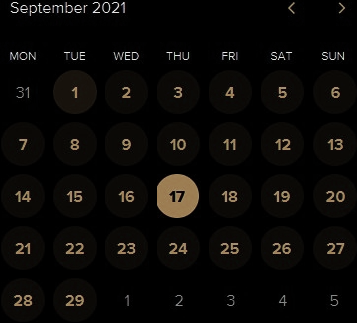 September 2021
MON TUE WED THU FRI SAT SUN
31 1 2 3 4 5 6
7 8 9 10 11 12 13
14 15 16 17 18 19 20
21 22 23 24 25 26 27
28 29 1 2 3 4 5